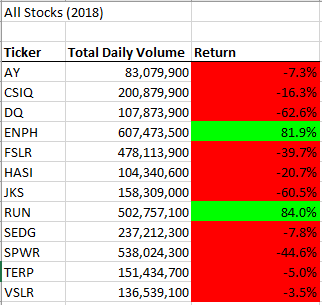 All Stocks (2018)
Ticker Total Daily Volume Return
AY 83,079,900 -7.3%
CSIQ 200,879,900 -16.3%
DQ 107,873,900 -62.6%
ENPH 607,473,500 81.9%
FSLR 478,113,900 -39.7%
HASI 104,340,600 -20.7%
JKS 158,309,000 -60.5%
RUN 502,757,100 84.0%
SEDG 237,212,300 -7.8%
SPWR 538,024,300 -44.6%
TERP 151,434,700 -5.0%
VSLR 136,539,100 -3.5%